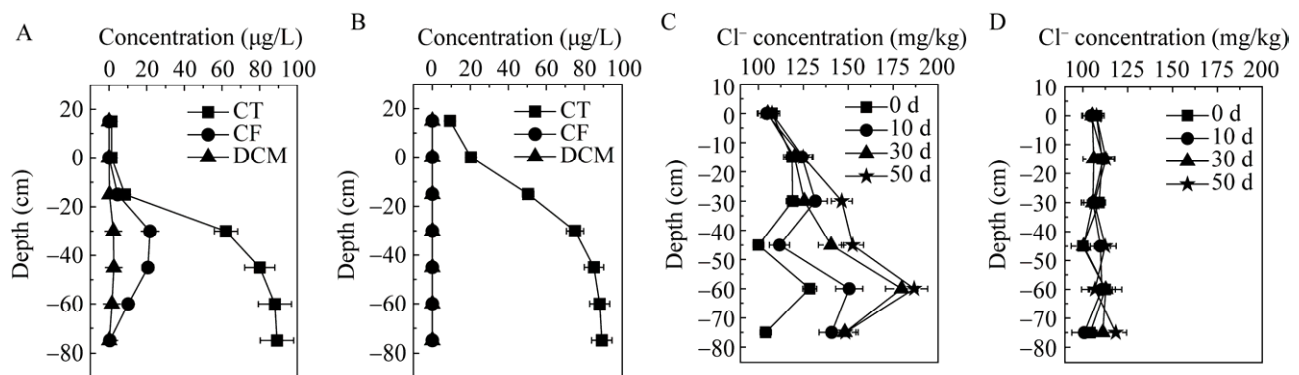 A
Concentration (μg/L)
0 20 40 60 80 100
20
0
−20
−40
−60
−80
Depth (cm)
CT
CF
DCM
B
Concentration (μg/L)
0 20 40 60 80 100
20
0
−20
−40
−60
−80
Depth (cm)
CT
CF
DCM
C
Cl⁻ concentration (mg/kg)
100 125 150 175 200
10
0
−10
−20
−30
−40
−50
−60
−70
−80
Depth (cm)
0 d
10 d
30 d
50 d
D
Cl⁻ concentration (mg/kg)
100 125 150 175 200
10
0
−10
−20
−30
−40
−50
−60
−70
−80
Depth (cm)
0 d
10 d
30 d
50 d